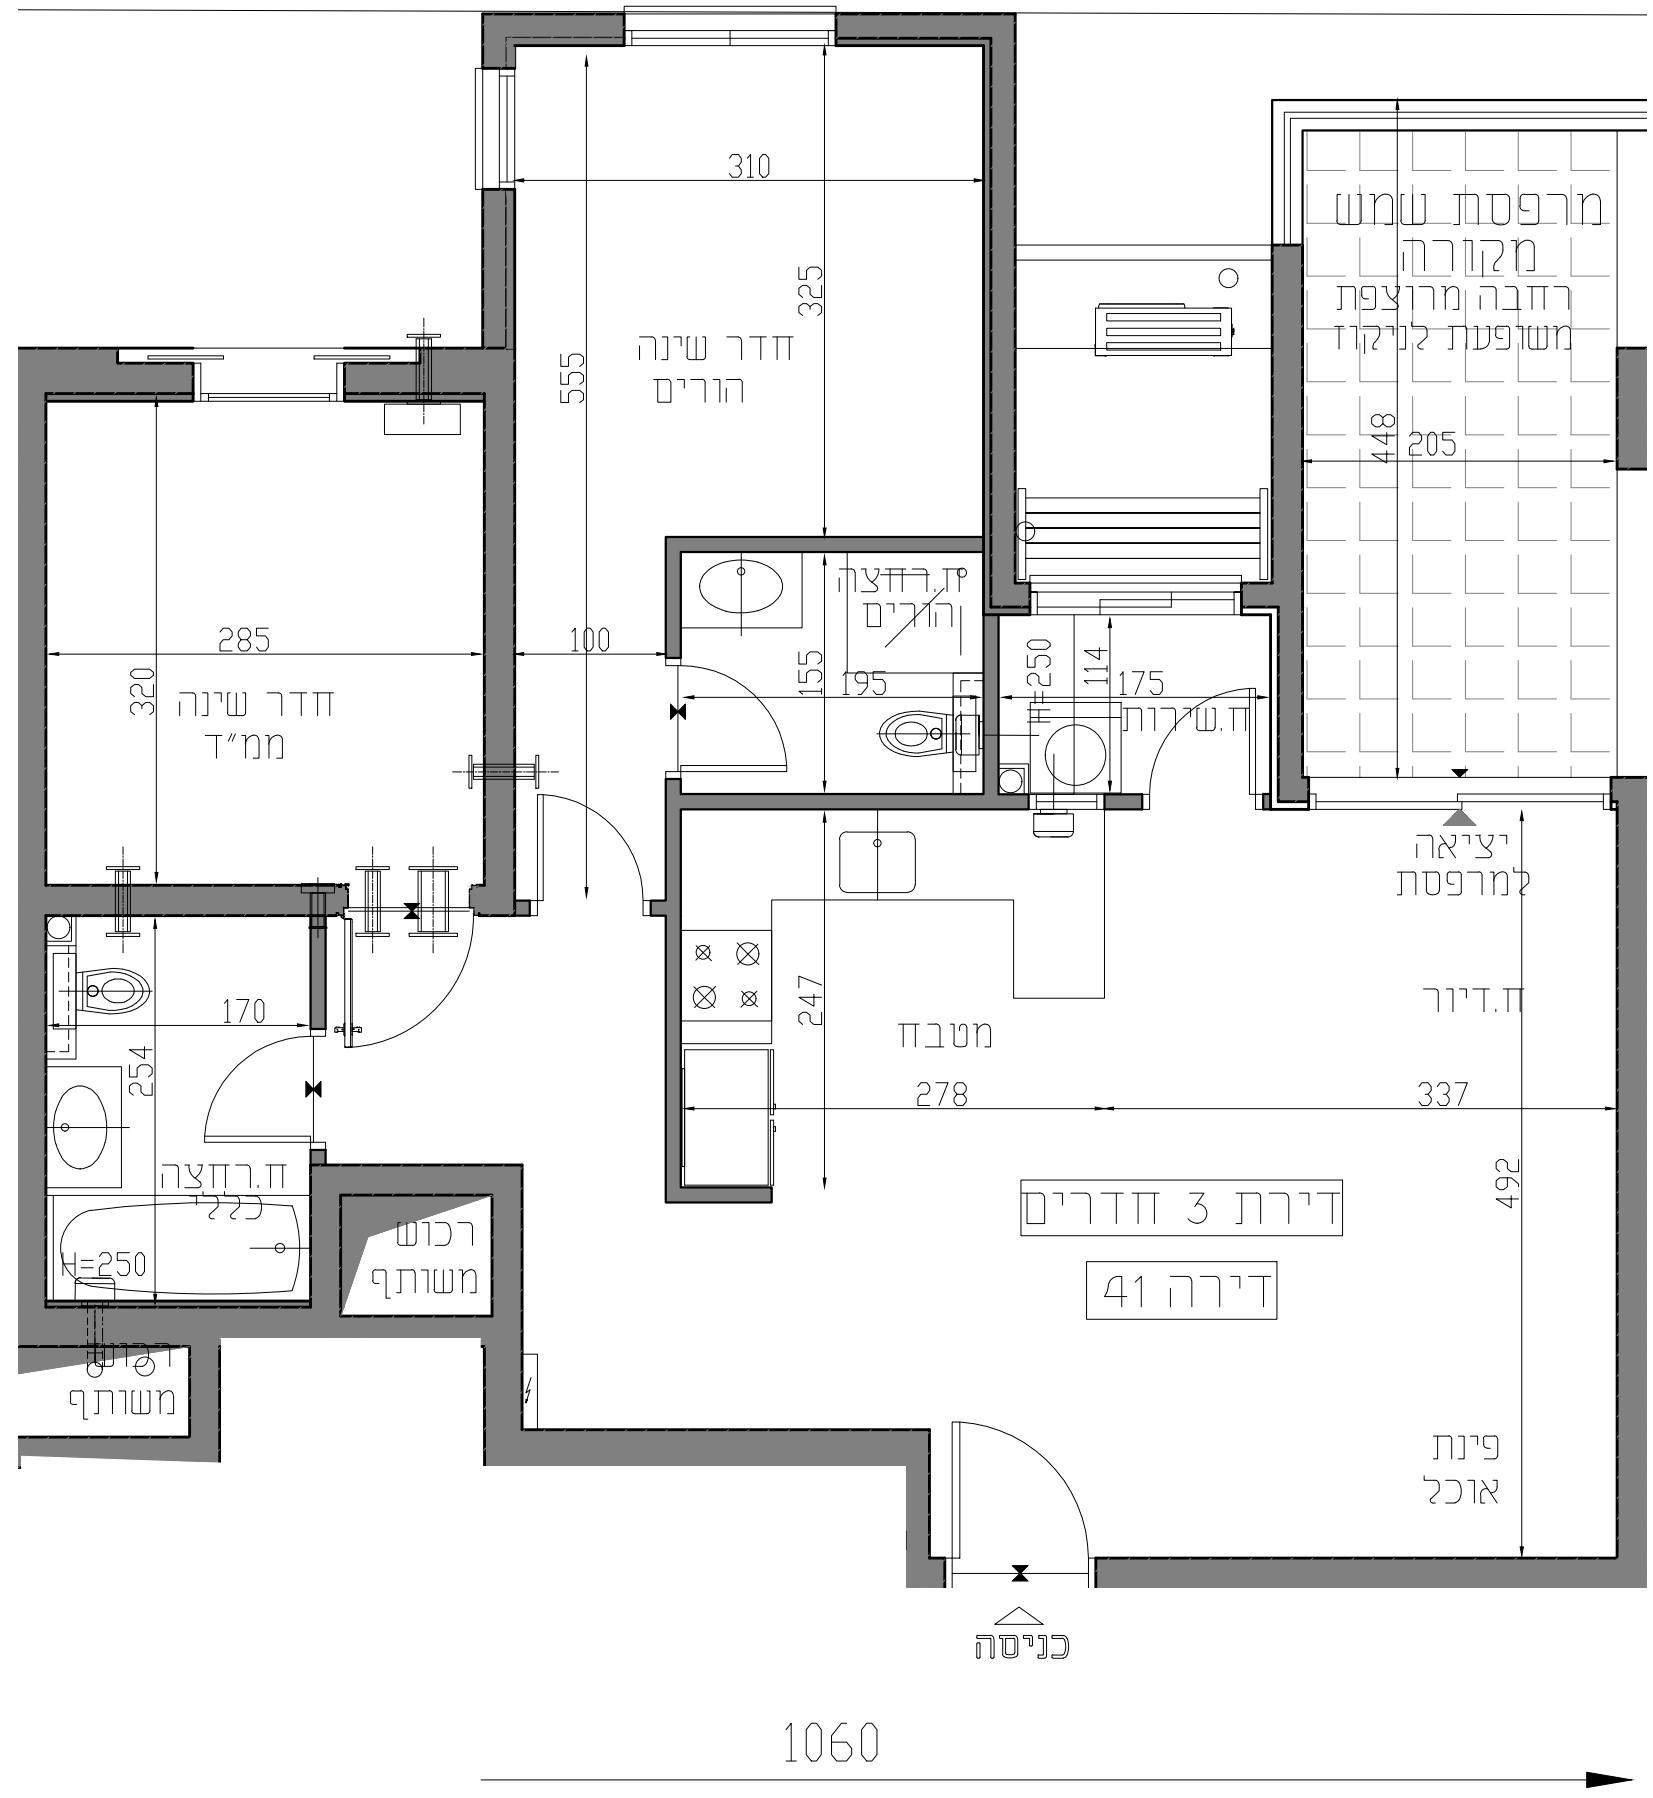 310
מרפסת שמש
מקורה
רחבה מרוצפת
משופעת לניקוז
325
חדר שינה
הורים
555
448
205
ח.רחצה
הורים
285
100
320
חדר שינה
ממ"ד
155
195
H=250
114
175
ח.שירות
יציאה
למרפסת
170
254
247
מטבח
ח.דיור
278
337
492
ח.רחצה
כללי
H=250
רכוש
משותף
דירת 3 חדרים
דירה 41
רכוש
משותף
פינת
אוכל
כניסה
1060